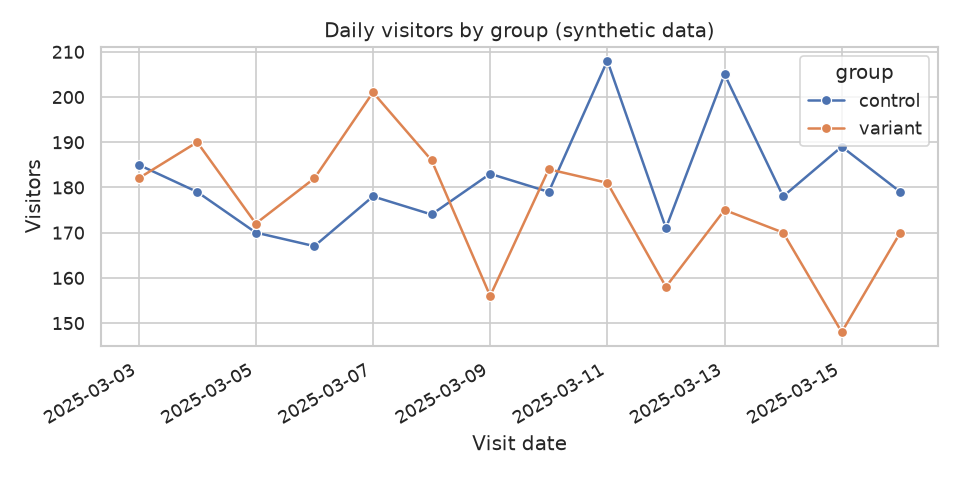 Daily visitors by group (synthetic data)
210
200
190
180
170
160
150
Visitors
group
control
variant
2025-03-03
2025-03-05
2025-03-07
2025-03-09
2025-03-11
2025-03-13
2025-03-15
Visit date